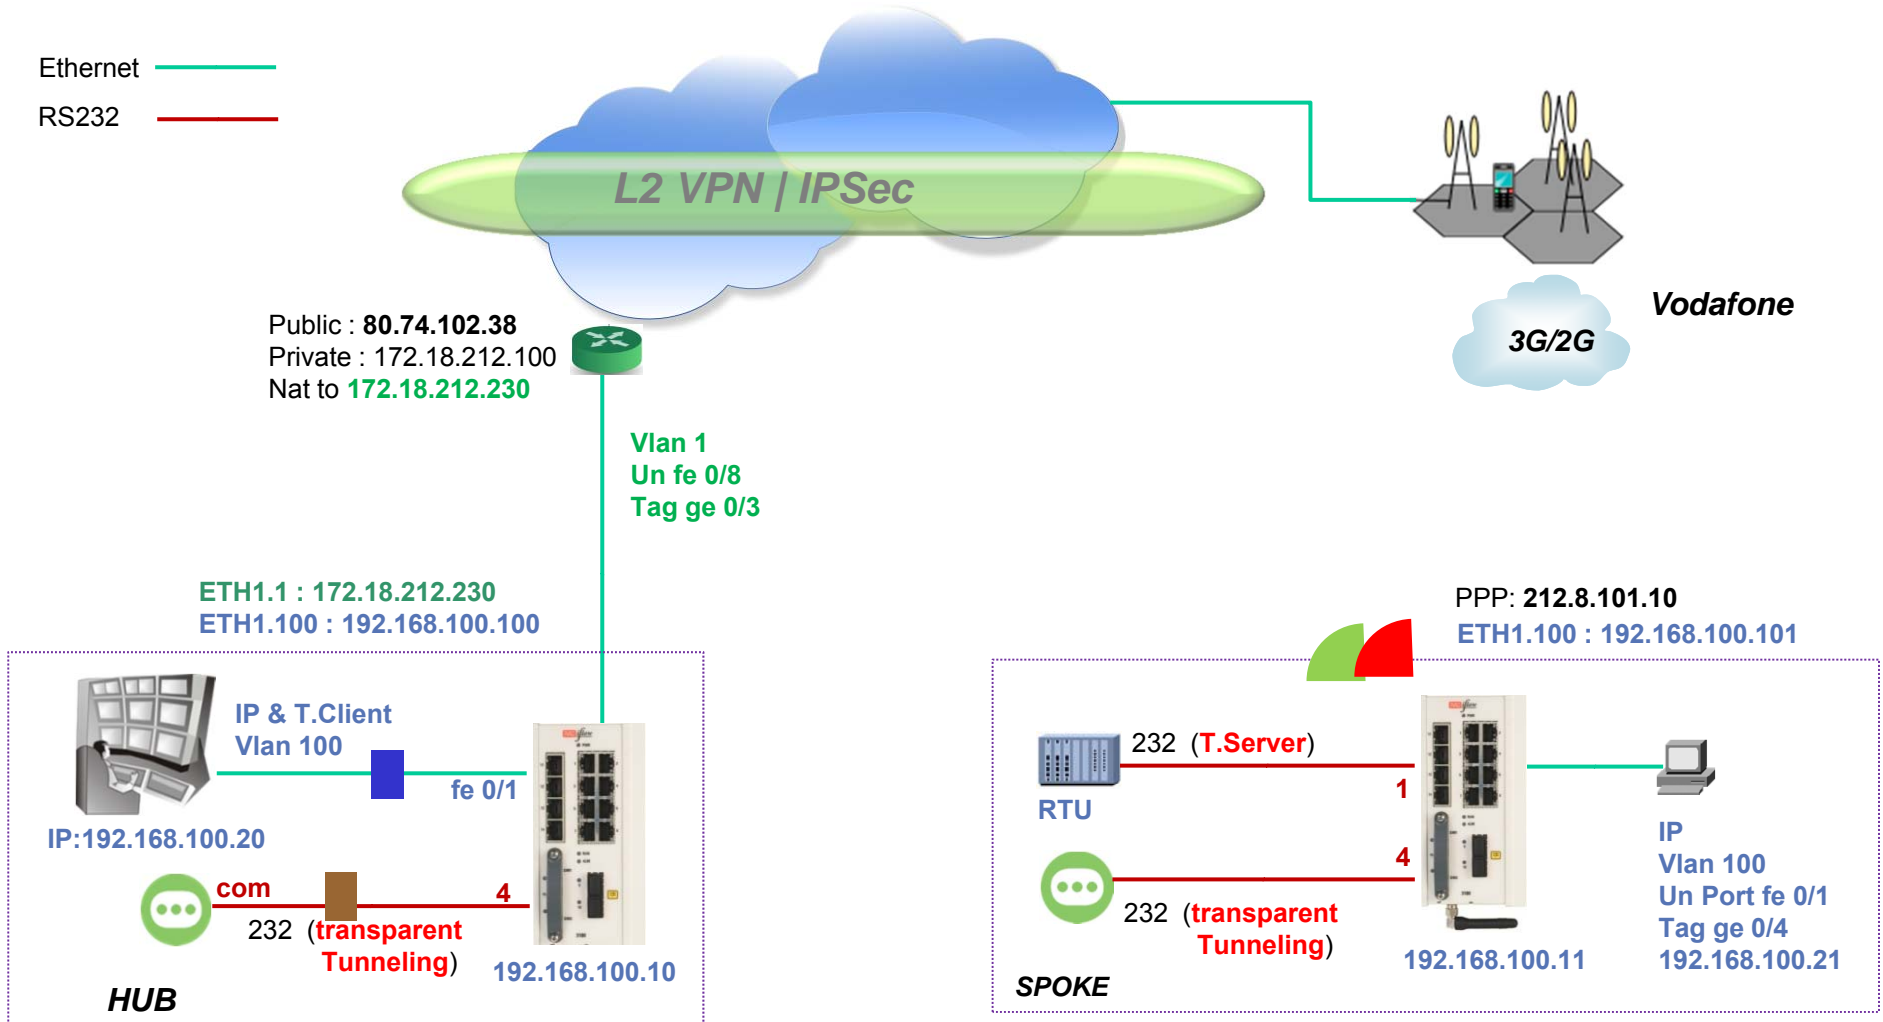 Ethernet
RS232
L2 VPN | IPSec
Vodafone
3G/2G
Public : 80.74.102.38
Private : 172.18.212.100
Nat to 172.18.212.230
Vlan 1
Un fe 0/8
Tag ge 0/3
ETH1.1 : 172.18.212.230
ETH1.100 : 192.168.100.100
PPP: 212.8.101.10
ETH1.100 : 192.168.100.101
IP & T.Client
Vlan 100
fe 0/1
IP:192.168.100.20
com
4
232 (transparent
Tunneling)
192.168.100.10
HUB
232 (T.Server)
1
RTU
4
232 (transparent
Tunneling)
192.168.100.11
SPOKE
IP
Vlan 100
Un Port fe 0/1
Tag ge 0/4
192.168.100.21